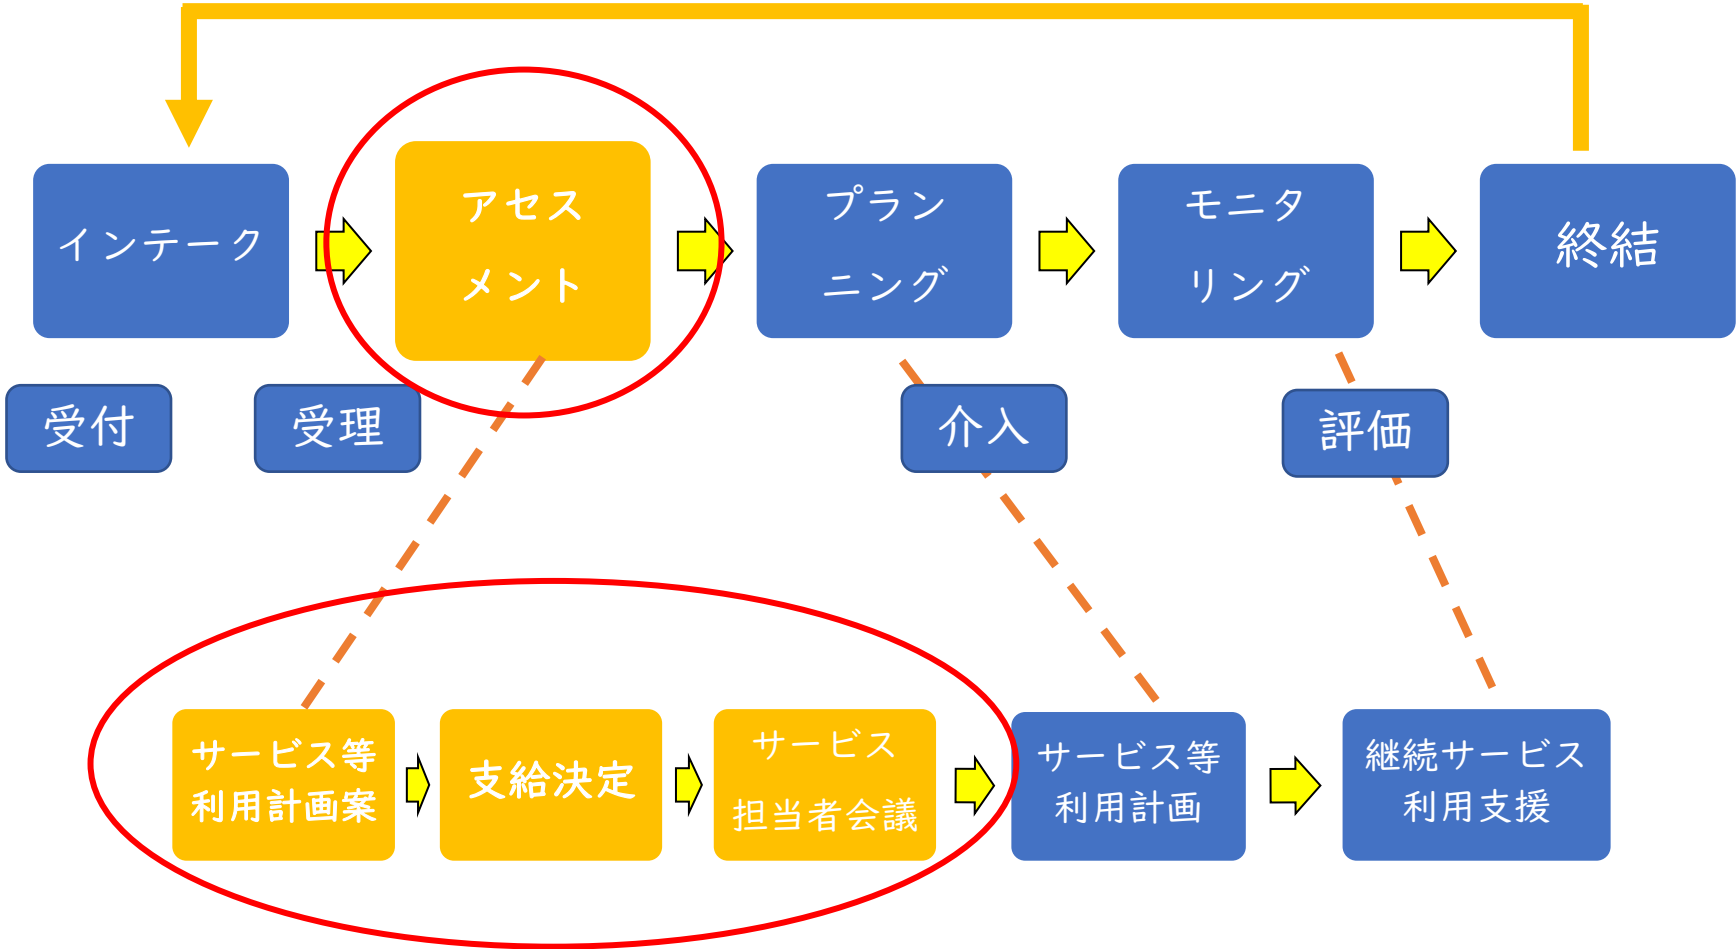 インテーク
アセス
メント
プラン
ニング
モニタ
リング
終結
受付
受理
介入
評価
サービス等
利用計画案
支給決定
サービス
担当者会議
サービス等
利用計画
継続サービス
利用支援